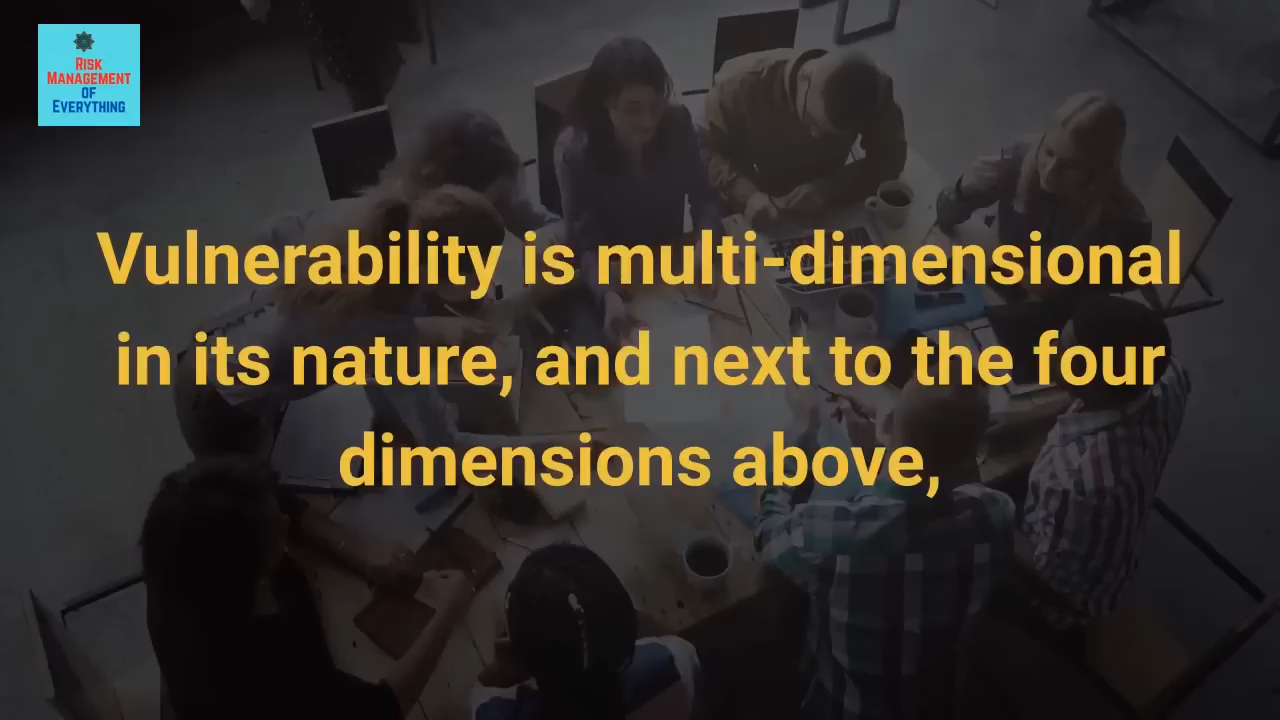 Risk
Management
of
Everything
Vulnerability is multi-dimensional
in its nature, and next to the four
dimensions above,